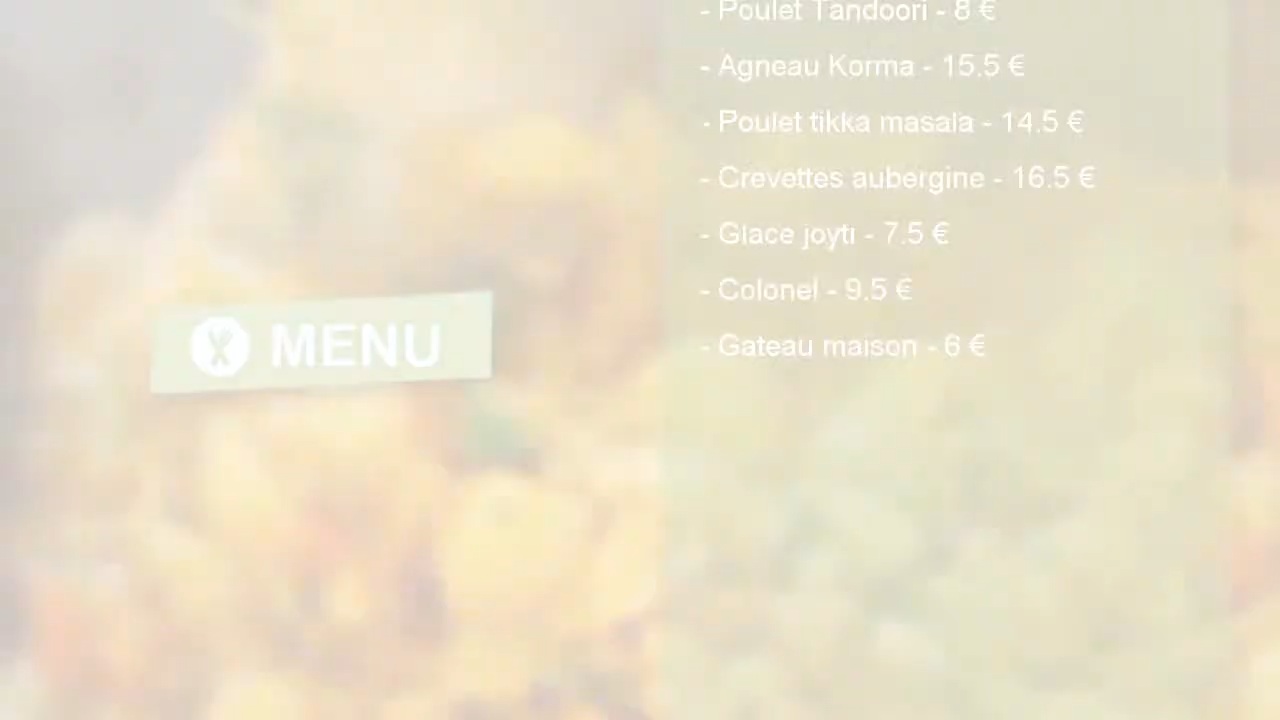 - Poulet Tandoori - 8 €
- Agneau Korma - 15.5 €
- Poulet tikka masala - 14.5 €
- Crevettes aubergine - 16.5 €
- Glace joyti - 7.5 €
- Colonel - 9.5 €
- Gateau maison - 6 €
MENU